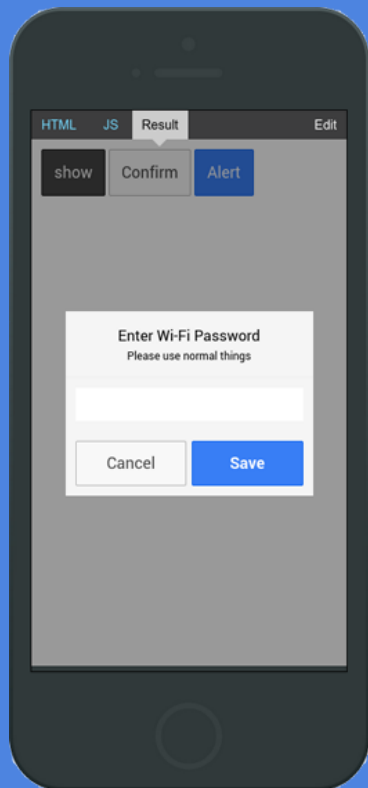 HTML JS Result Edit
show Confirm Alert
Enter Wi-Fi Password
Please use normal things
Cancel Save